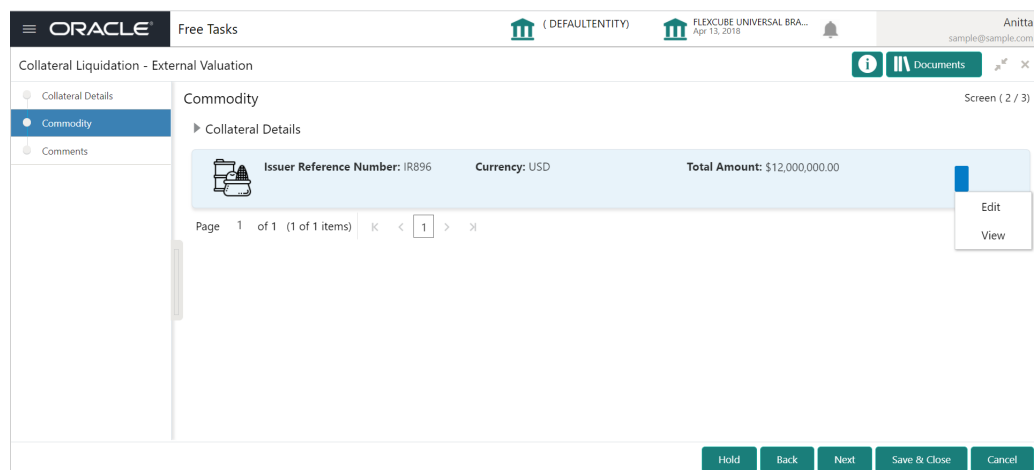 ORACLE
Free Tasks
( DEFAULTENTITY)
FLEXCUBE UNIVERSAL BRA...
Apr 13, 2018
Anitta
sample@sample.com
Collateral Liquidation - External Valuation
Documents
Collateral Details
Commodity
Comments
Commodity
Screen ( 2 / 3)
Collateral Details
Issuer Reference Number: IR896 Currency: USD Total Amount: $12,000,000.00
Edit
View
Page 1 of 1 (1 of 1 items) 1
Hold Back Next Save & Close Cancel